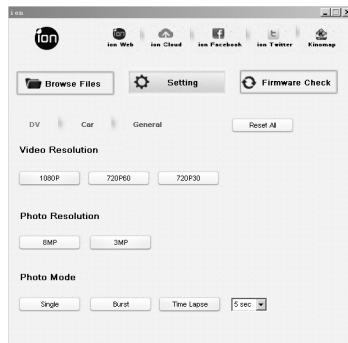 ion
ion
ion
ion Web ion Cloud ion Facebook ion Twitter Kinomap
Browse Files Setting Firmware Check
DV Car General Reset All
Video Resolution
1080P 720P60 720P30
Photo Resolution
8MP 3MP
Photo Mode
Single Burst Time Lapse 5 sec